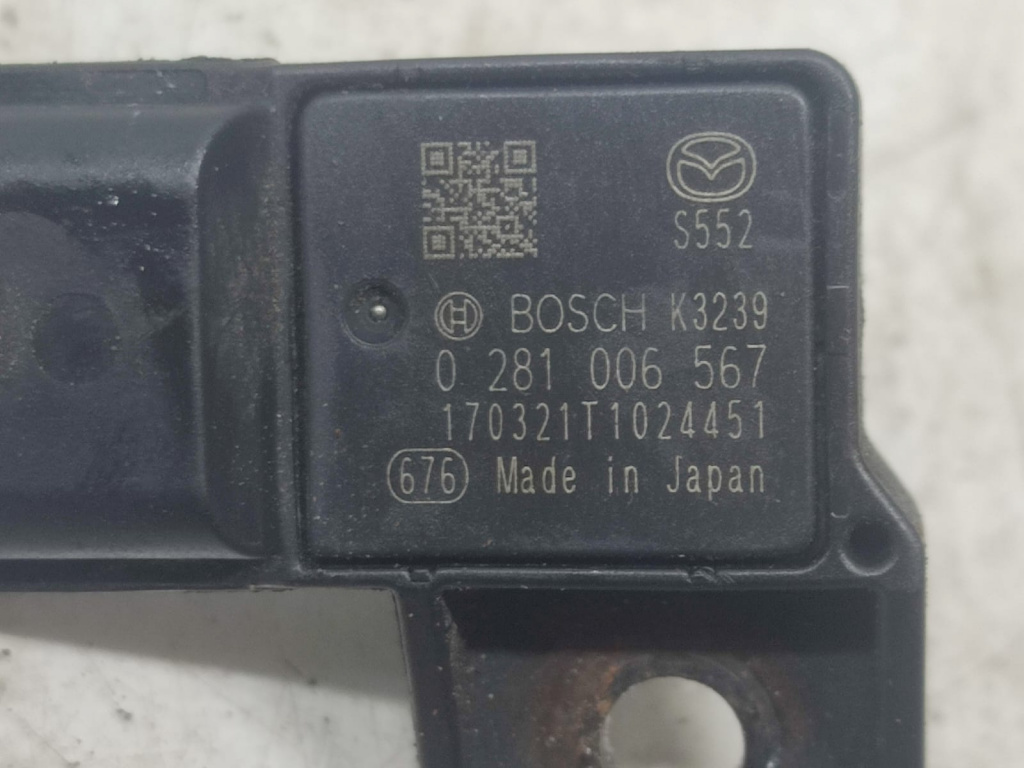 S552
BOSCH K3239
0 281 006 567
170321T1024451
676 Made in Japan